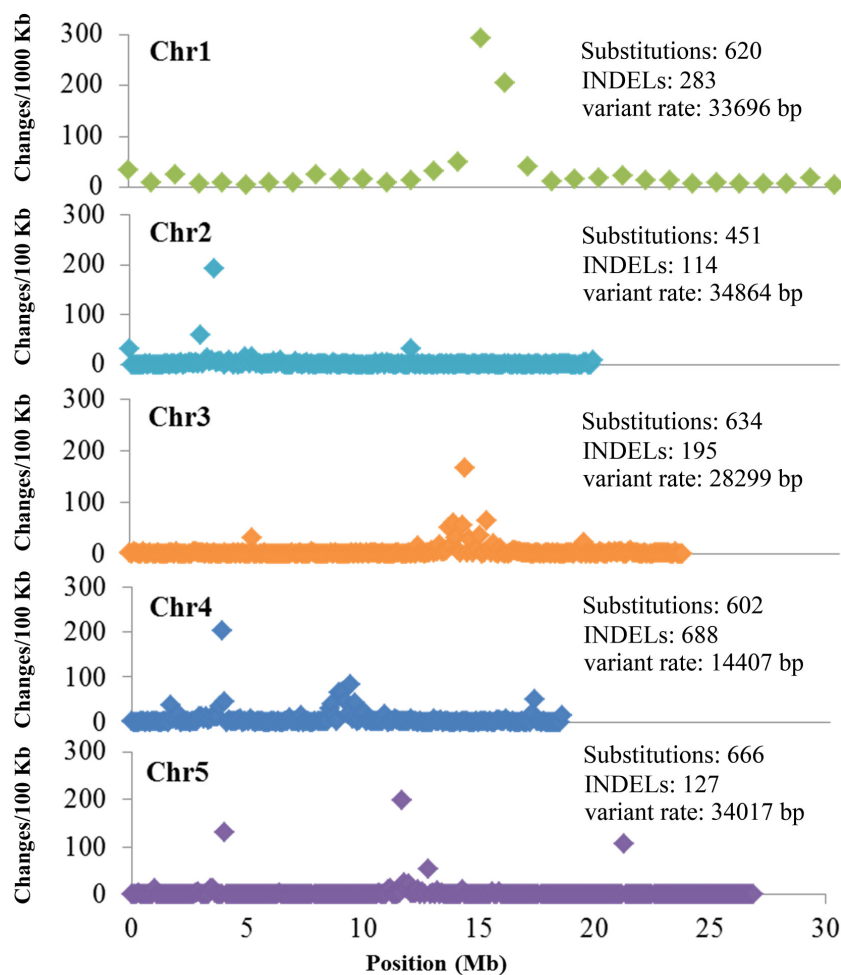 Changes/1000 Kb
300
200
100
0
Chr1
Substitutions: 620
INDELs: 283
variant rate: 33696 bp
Changes/100 Kb
300
200
100
0
Chr2
Substitutions: 451
INDELs: 114
variant rate: 34864 bp
Changes/100 Kb
300
200
100
0
Chr3
Substitutions: 634
INDELs: 195
variant rate: 28299 bp
Changes/100 Kb
300
200
100
0
Chr4
Substitutions: 602
INDELs: 688
variant rate: 14407 bp
Changes/100 Kb
300
200
100
0
Chr5
Substitutions: 666
INDELs: 127
variant rate: 34017 bp
0 5 10 15 20 25 30
Position (Mb)